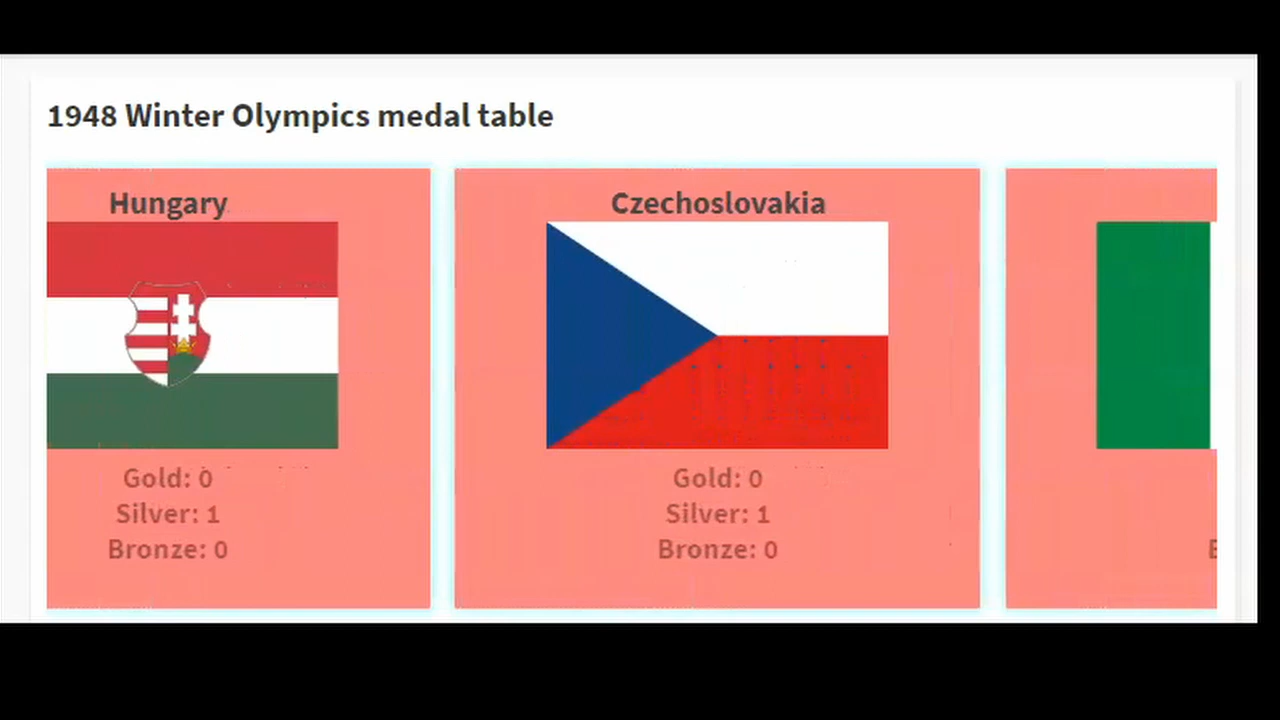 1948 Winter Olympics medal table
Hungary
Gold: 0
Silver: 1
Bronze: 0
Czechoslovakia
Gold: 0
Silver: 1
Bronze: 0